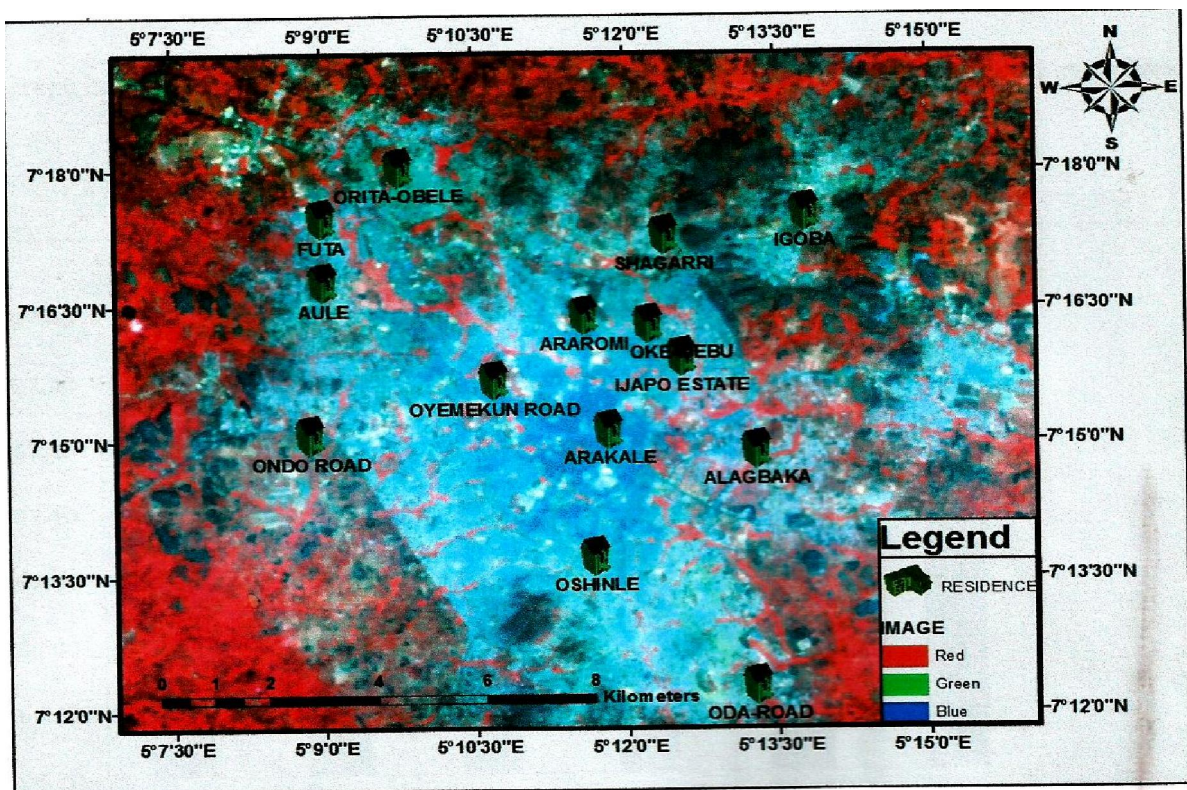 5°7'30"E 5°9'0"E 5°10'30"E 5°12'0"E 5°13'30"E 5°15'0"E
N
W E
S
7°18'0"N 7°18'0"N
ORITA-OBELE
FUTA
IGOBA
SHAGARRI
7°16'30"N 7°16'30"N
AULE
ARAROMI
OKE-IJEBU
IJAPO ESTATE
OYEMEKUN ROAD
7°15'0"N 7°15'0"N
ONDO ROAD
ARAKALE
ALAGBAKA
Legend
RESIDENCE
7°13'30"N 7°13'30"N
OSHINLE
IMAGE
Red
Green
Blue
0 1 2 4 6 8
Kilometers
ODA-ROAD
7°12'0"N 7°12'0"N
5°7'30"E 5°9'0"E 5°10'30"E 5°12'0"E 5°13'30"E 5°15'0"E